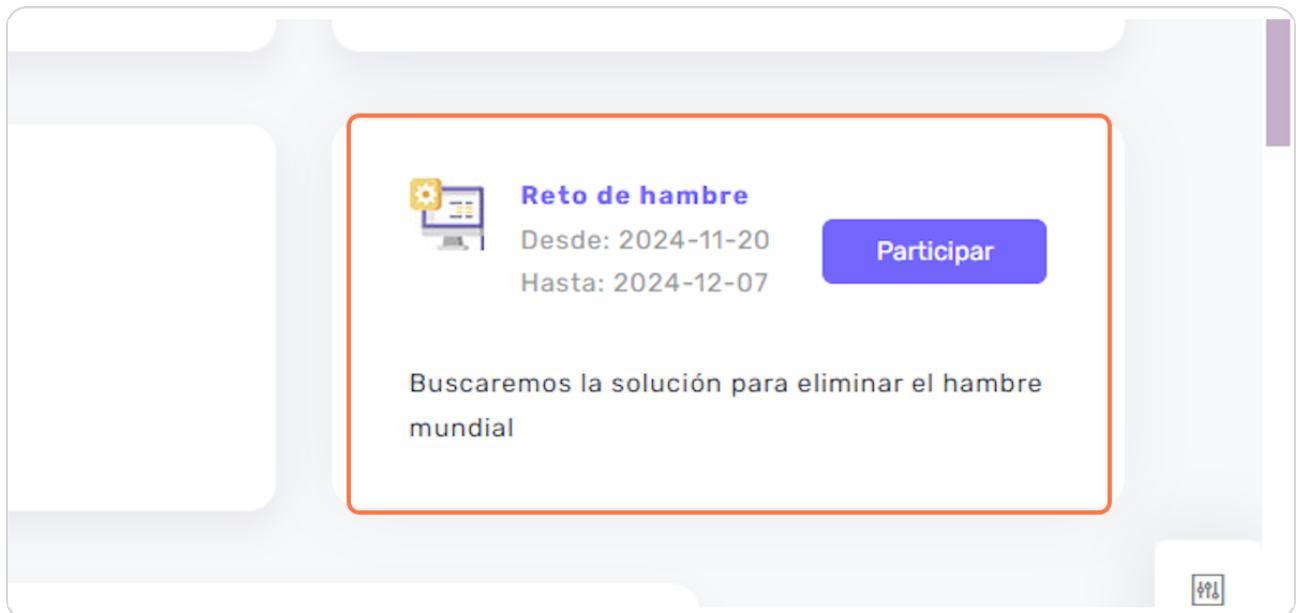 Reto de hambre
Desde: 2024-11-20
Hasta: 2024-12-07
Participar
Buscaremos la solución para eliminar el hambre
mundial